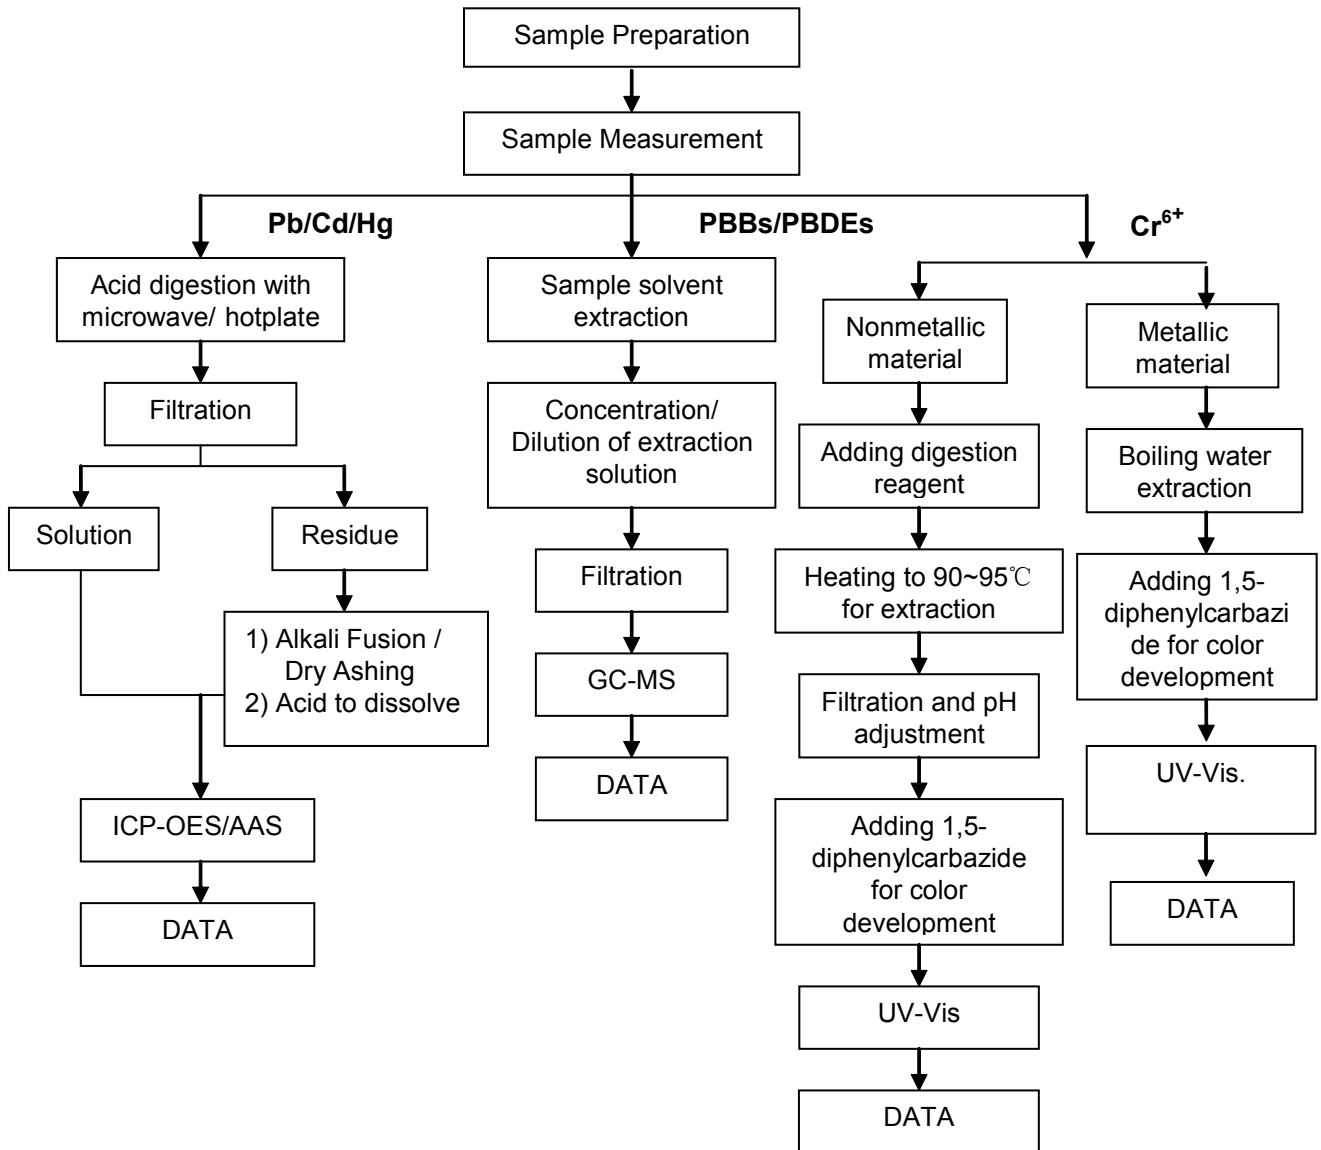 Sample Preparation
Sample Measurement
Pb/Cd/Hg
PBBs/PBDEs
Cr⁶⁺
Acid digestion with
microwave/ hotplate
Filtration
Solution
Residue
1) Alkali Fusion /
Dry Ashing
2) Acid to dissolve
ICP-OES/AAS
DATA
Sample solvent
extraction
Concentration/
Dilution of extraction
solution
Filtration
GC-MS
DATA
Nonmetallic
material
Adding digestion
reagent
Heating to 90~95℃
for extraction
Filtration and pH
adjustment
Adding 1,5-
diphenylcarbazide
for color
development
UV-Vis
DATA
Metallic
material
Boiling water
extraction
Adding 1,5-
diphenylcarbazi
de for color
development
UV-Vis.
DATA